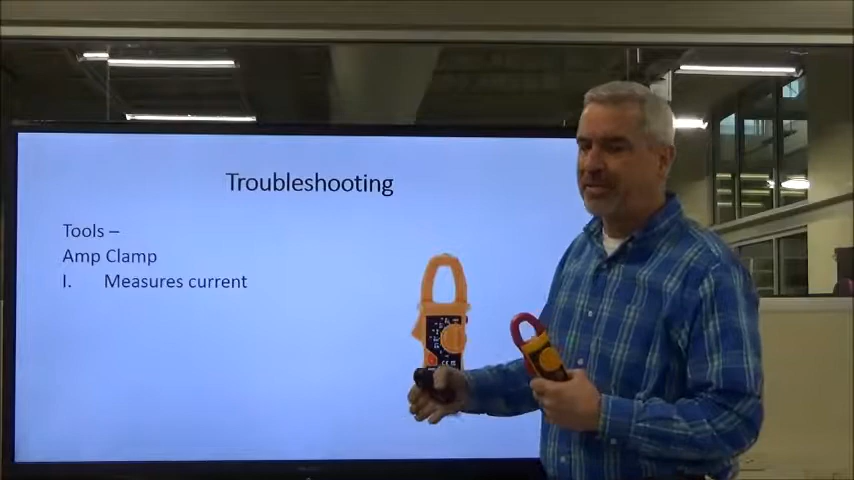 Troubleshooting
Tools –
Amp Clamp
I. Measures current